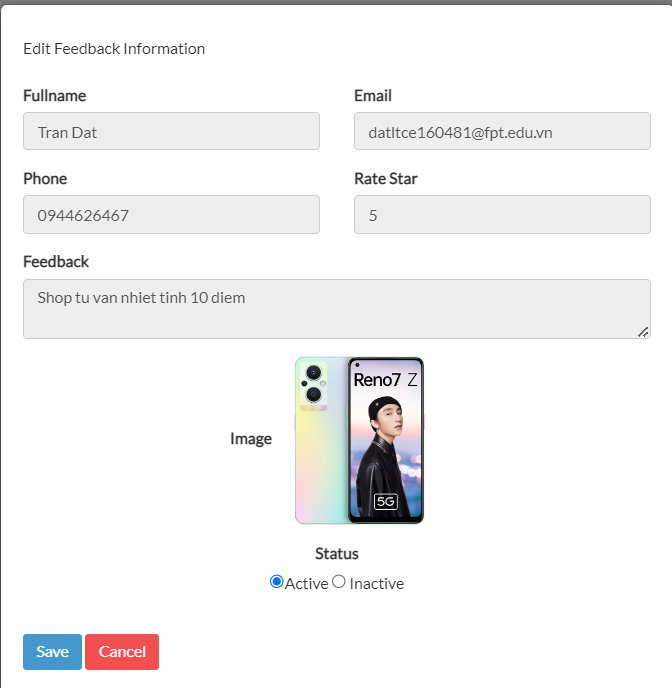 Edit Feedback Information
Fullname
Email
Tran Dat
datltce160481@fpt.edu.vn
Phone
Rate Star
0944626467
5
Feedback
Shop tu van nhiet tinh 10 diem
Image
Reno7 Z
5G
Status
Active Inactive
Save Cancel